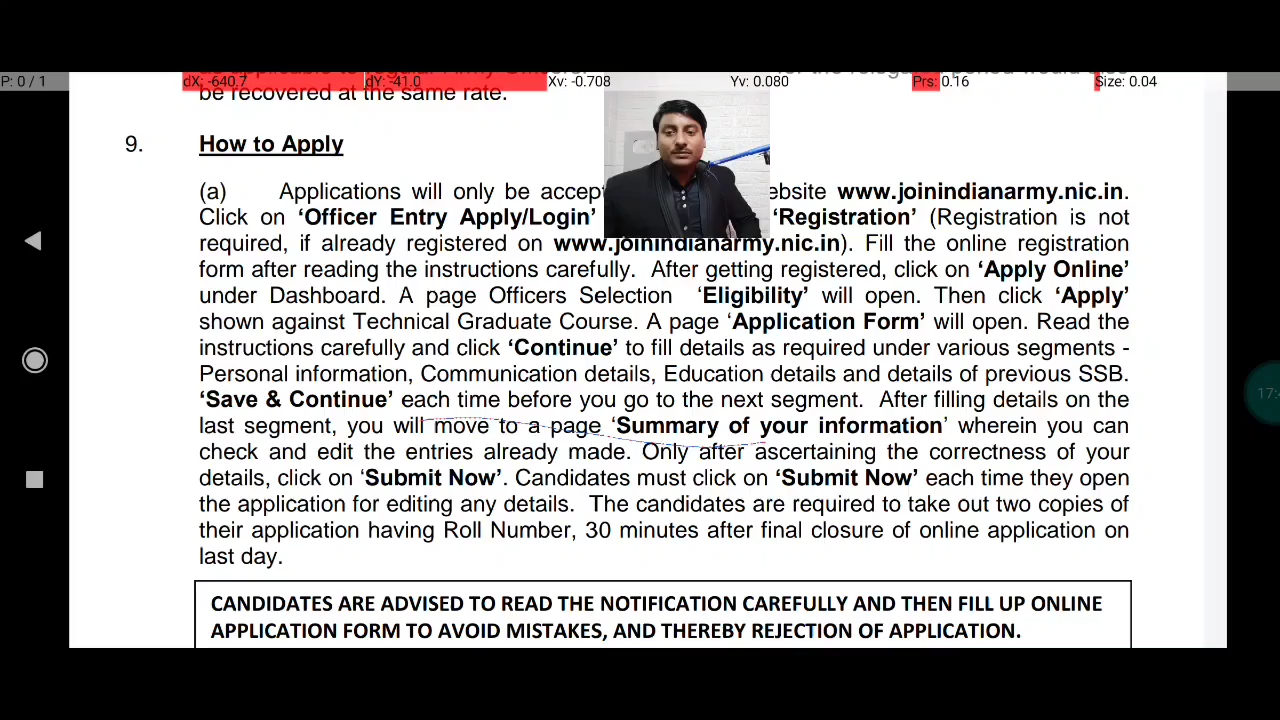 P: 0 / 1 dX: -640.7 dY: -41.0 Xv: -0.708 Yv: 0.080 Prs: 0.16 Size: 0.04
be recovered at the same rate.
9. How to Apply
(a) Applications will only be accept ebsite www.joinindianarmy.nic.in.
Click on ‘Officer Entry Apply/Login’ ‘Registration’ (Registration is not
required, if already registered on www.joinindianarmy.nic.in). Fill the online registration
form after reading the instructions carefully. After getting registered, click on ‘Apply Online’
under Dashboard. A page Officers Selection ‘Eligibility’ will open. Then click ‘Apply’
shown against Technical Graduate Course. A page ‘Application Form’ will open. Read the
instructions carefully and click ‘Continue’ to fill details as required under various segments -
Personal information, Communication details, Education details and details of previous SSB.
‘Save & Continue’ each time before you go to the next segment. After filling details on the
last segment, you will move to a page ‘Summary of your information’ wherein you can
check and edit the entries already made. Only after ascertaining the correctness of your
details, click on ‘Submit Now’. Candidates must click on ‘Submit Now’ each time they open
the application for editing any details. The candidates are required to take out two copies of
their application having Roll Number, 30 minutes after final closure of online application on
last day.
CANDIDATES ARE ADVISED TO READ THE NOTIFICATION CAREFULLY AND THEN FILL UP ONLINE
APPLICATION FORM TO AVOID MISTAKES, AND THEREBY REJECTION OF APPLICATION.